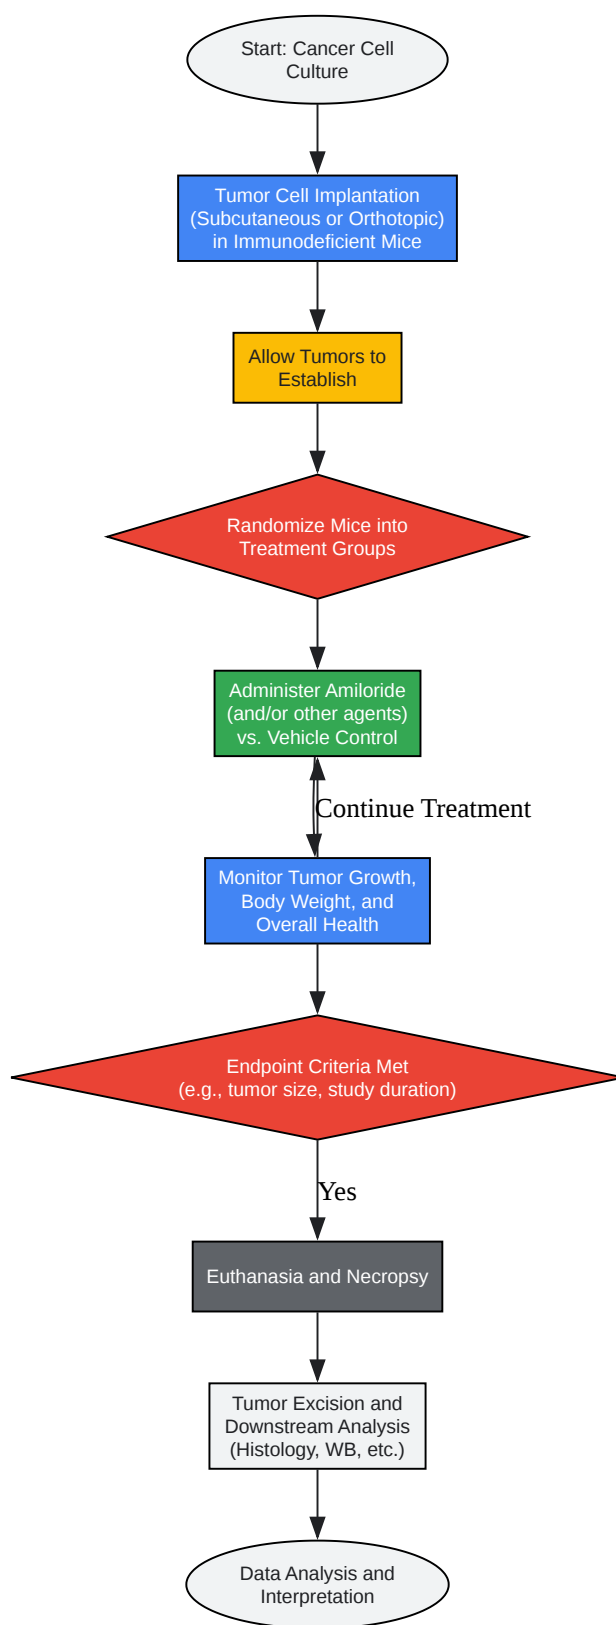 Start: Cancer Cell
Culture
Tumor Cell Implantation
(Subcutaneous or Orthotopic)
in Immunodeficient Mice
Allow Tumors to
Establish
Randomize Mice into
Treatment Groups
Administer Amiloride
(and/or other agents)
vs. Vehicle Control
Continue Treatment
Monitor Tumor Growth,
Body Weight, and
Overall Health
Endpoint Criteria Met
(e.g., tumor size, study duration)
Yes
Euthanasia and Necropsy
Tumor Excision and
Downstream Analysis
(Histology, WB, etc.)
Data Analysis and
Interpretation